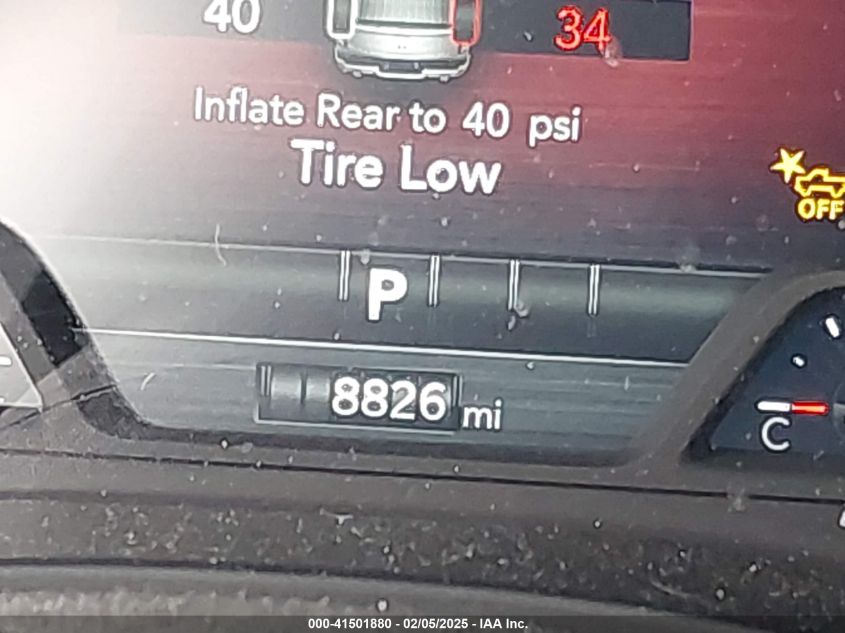 40 34
Inflate Rear to 40 psi
Tire Low
OFF
P
8826 mi
C
000-41501880 - 02/05/2025 - IAA Inc.